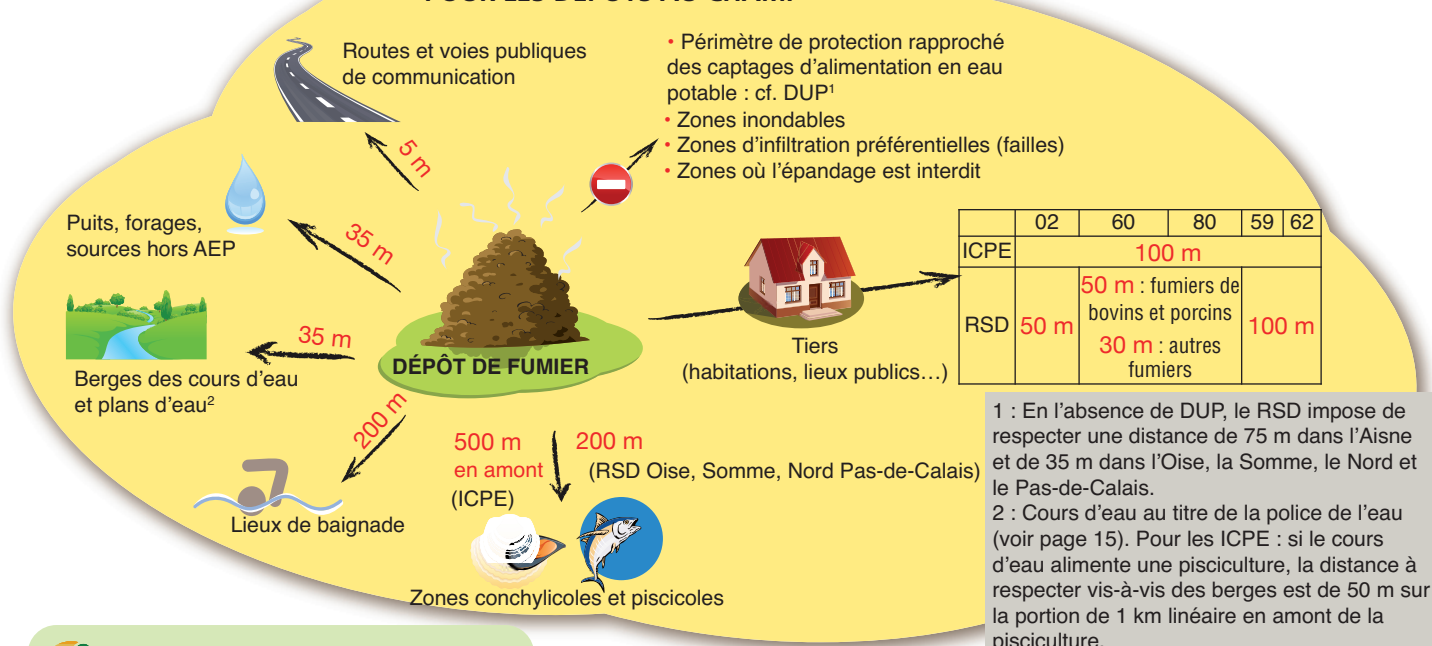 Routes et voies publiques
de communication
• Périmètre de protection rapproché
des captages d'alimentation en eau
potable : cf. DUP¹
• Zones inondables
• Zones d'infiltration préférentielles (failles)
• Zones où l'épandage est interdit
5 m
Puits, forages,
sources hors AEP
35 m
35 m
Berges des cours d'eau
et plans d'eau²
DÉPÔT DE FUMIER
200 m
Lieux de baignade
500 m
en amont
(ICPE)
200 m
(RSD Oise, Somme, Nord Pas-de-Calais)
Zones conchylicoles et piscicoles
Tiers
(habitations, lieux publics…)
02 60 80 59 62
ICPE 100 m
RSD 50 m
50 m : fumiers de
bovins et porcins
30 m : autres
fumiers
100 m
1 : En l'absence de DUP, le RSD impose de
respecter une distance de 75 m dans l'Aisne
et de 35 m dans l'Oise, la Somme, le Nord et
le Pas-de-Calais.
2 : Cours d'eau au titre de la police de l'eau
(voir page 15). Pour les ICPE : si le cours
d'eau alimente une pisciculture, la distance à
respecter vis-à-vis des berges est de 50 m sur
la portion de 1 km linéaire en amont de la
pisciculture.